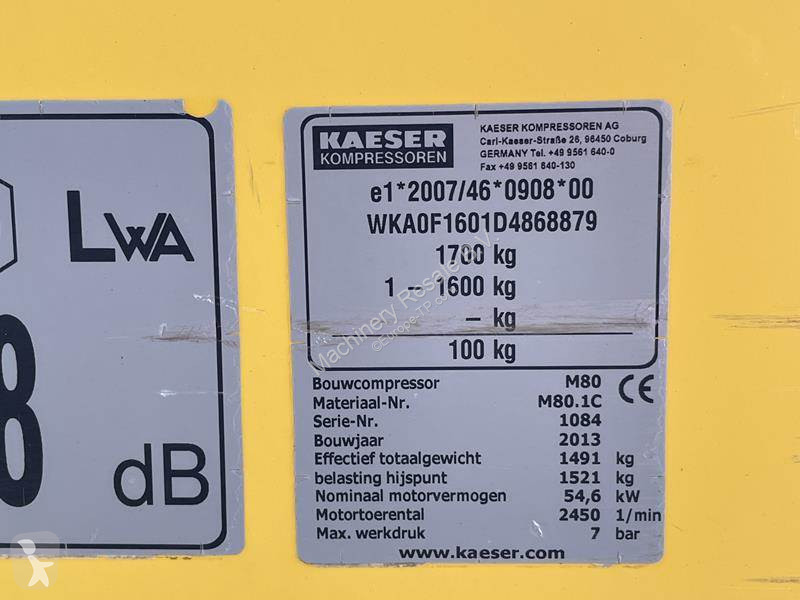 LWA
8
dB
KAESER
KOMPRESSOREN
KAESER KOMPRESSOREN AG
Carl-Kaeser-Straße 26, 96450 Coburg
GERMANY Tel. +49 9561 640-0
Fax +49 9561 640-130
e1*2007/46*0908*00
WKA0F1601D4868879
1700 kg
1 – 1600 kg
– kg
100 kg
Bouwcompressor M80 CE
Materiaal-Nr. M80.1C
Serie-Nr. 1084
Bouwjaar 2013
Effectief totaalgewicht 1491 kg
belasting hijspunt 1521 kg
Nominaal motorvermogen 54,6 kW
Motortoerental 2450 1/min
Max. werkdruk 7 bar
www.kaeser.com
Machinery Resale